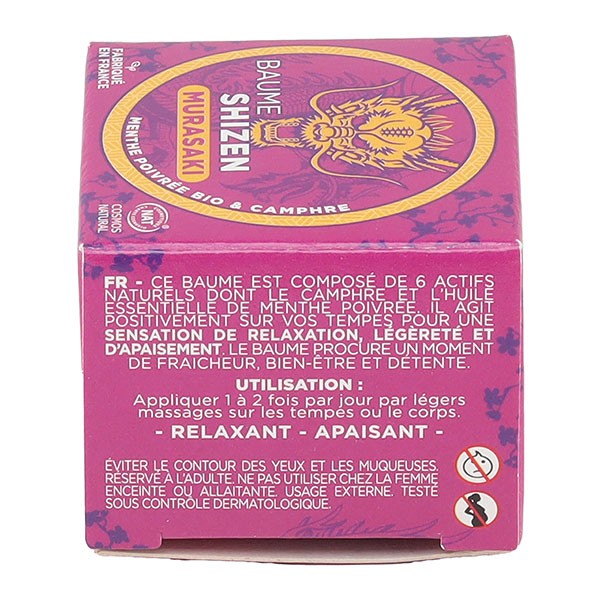 FABRIQUÉ
EN FRANCE
BAUME
SHIZEN
MURASAKI
MENTHE POIVRÉE BIO & CAMPHRE
NAT
COSMOS
NATURAL
FR - CE BAUME EST COMPOSÉ DE 6 ACTIFS
NATURELS DONT LE CAMPHRE ET L'HUILE
ESSENTIELLE DE MENTHE POIVRÉE. IL AGIT
POSITIVEMENT SUR VOS TEMPES POUR UNE
SENSATION DE RELAXATION, LÉGÈRETÉ ET
D'APAISEMENT. LE BAUME PROCURE UN MOMENT
DE FRAICHEUR, BIEN-ÊTRE ET DÉTENTE.
UTILISATION :
Appliquer 1 à 2 fois par jour par légers
massages sur les tempes ou le corps.
- RELAXANT - APAISANT -
ÉVITER LE CONTOUR DES YEUX ET LES MUQUEUSES.
RÉSERVÉ À L'ADULTE. NE PAS UTILISER CHEZ LA FEMME
ENCEINTE OU ALLAITANTE. USAGE EXTERNE. TESTÉ
SOUS CONTRÔLE DERMATOLOGIQUE.